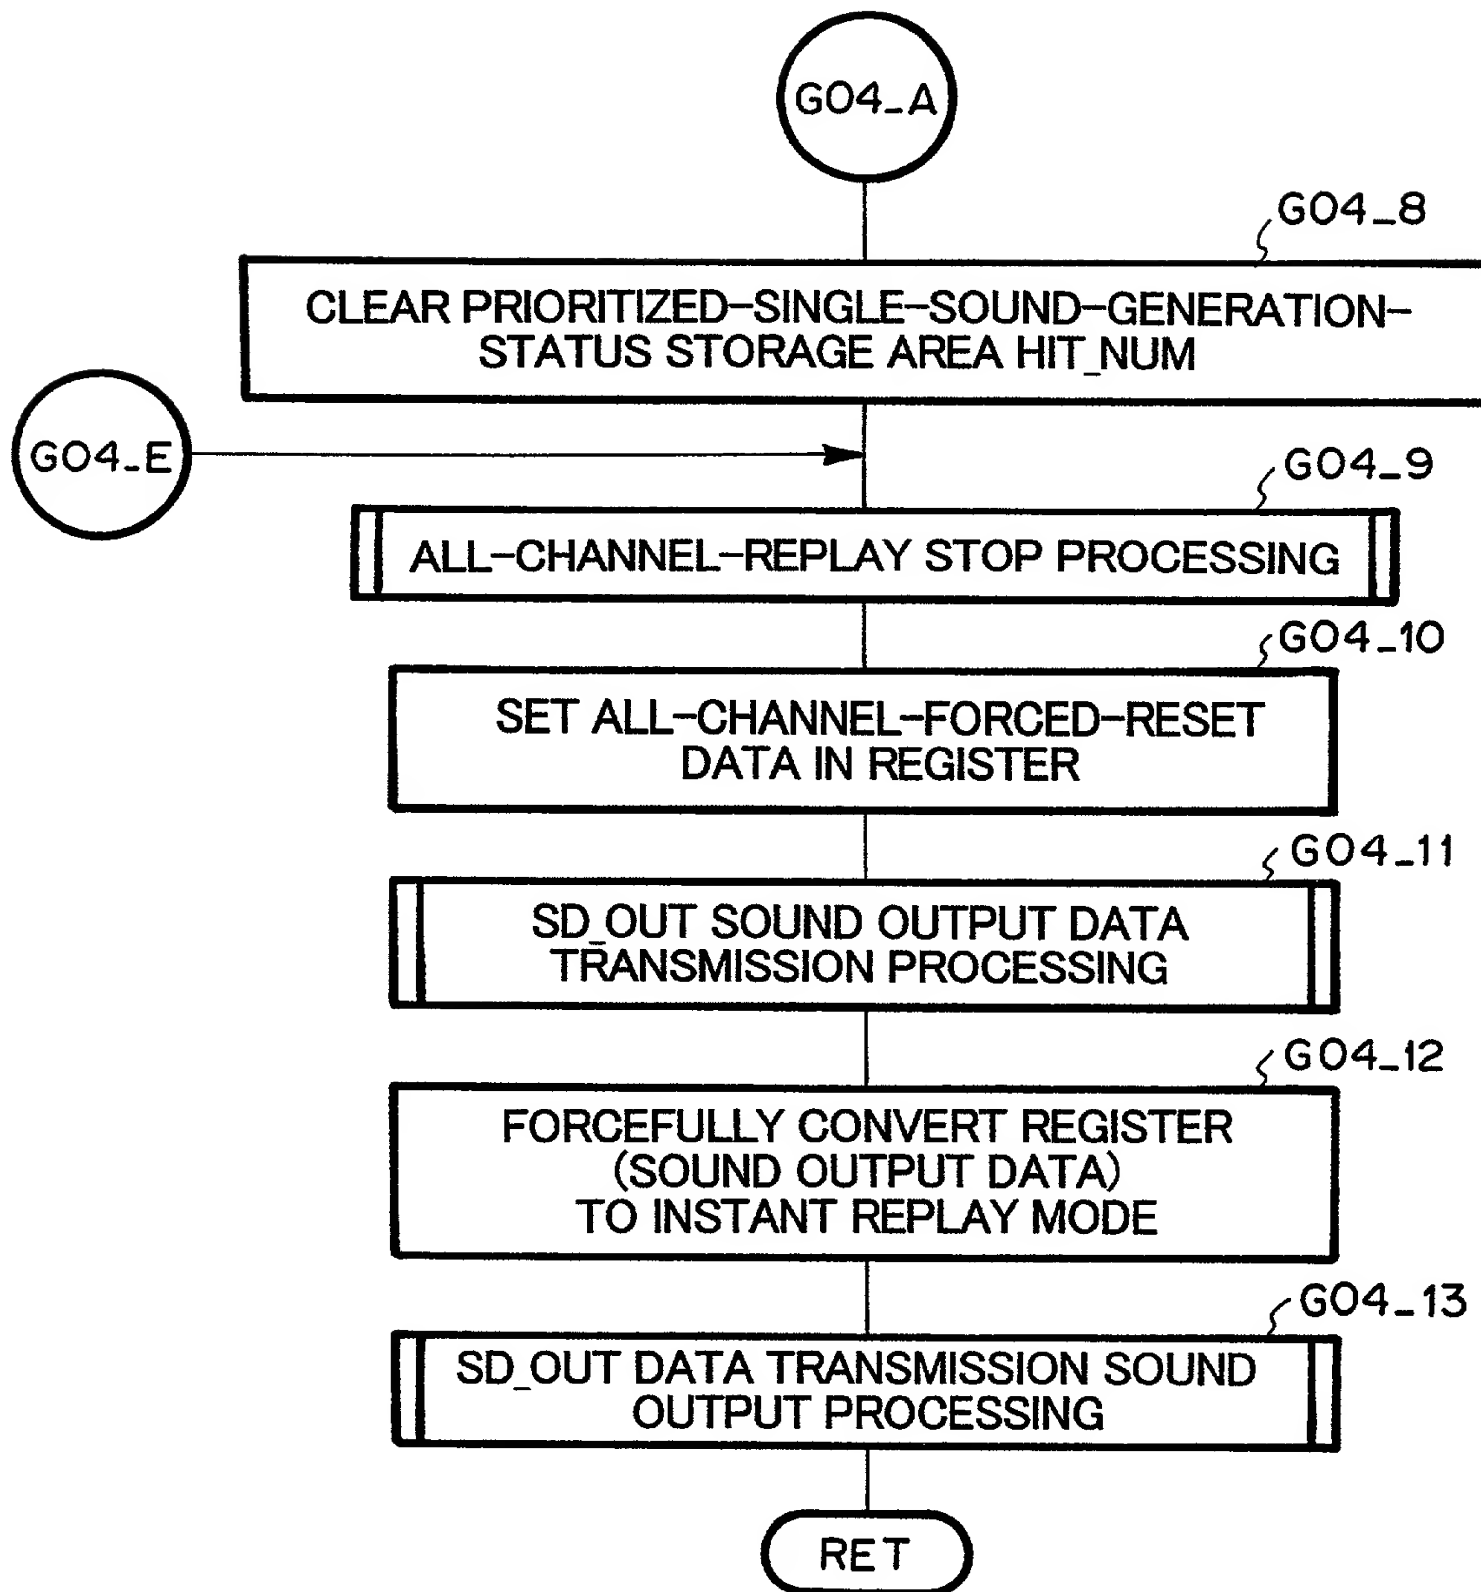 G04_A
G04_8
CLEAR PRIORITIZED-SINGLE-SOUND-GENERATION-
STATUS STORAGE AREA HIT_NUM
G04_E
G04_9
ALL-CHANNEL-REPLAY STOP PROCESSING
G04_10
SET ALL-CHANNEL-FORCED-RESET
DATA IN REGISTER
G04_11
SD_OUT SOUND OUTPUT DATA
TRANSMISSION PROCESSING
G04_12
FORCEFULLY CONVERT REGISTER
(SOUND OUTPUT DATA)
TO INSTANT REPLAY MODE
G04_13
SD_OUT DATA TRANSMISSION SOUND
OUTPUT PROCESSING
RET